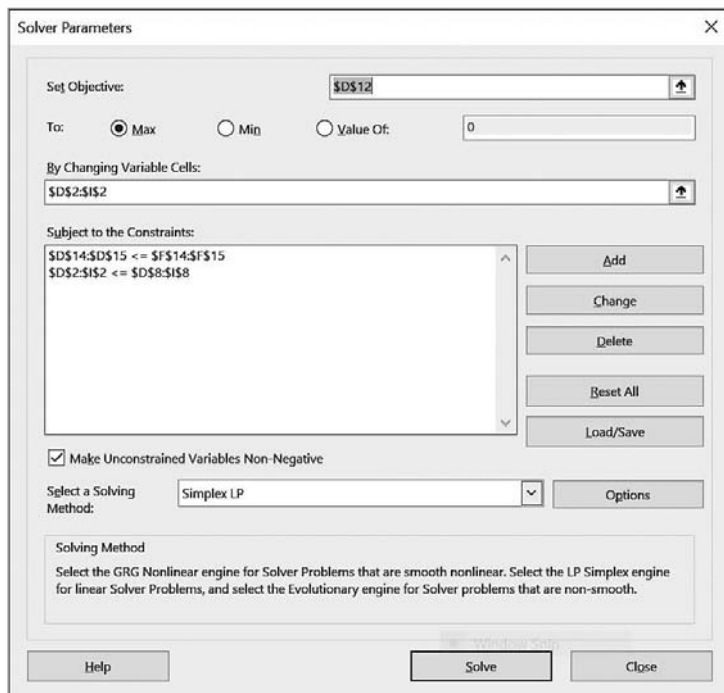 Solver Parameters
Set Objective:
$D$12
To:
Max
Min
Value Of:
0
By Changing Variable Cells:
$D$2:$I$2
Subject to the Constraints:
$D$14:$D$15 <= $F$14:$F$15
$D$2:$I$2 <= $D$8:$I$8
Add
Change
Delete
Reset All
Load/Save
Make Unconstrained Variables Non-Negative
Select a Solving
Method:
Simplex LP
Options
Solving Method
Select the GRG Nonlinear engine for Solver Problems that are smooth nonlinear. Select the LP Simplex engine
for linear Solver Problems, and select the Evolutionary engine for Solver problems that are non-smooth.
Window Snip
Help
Solve
Close